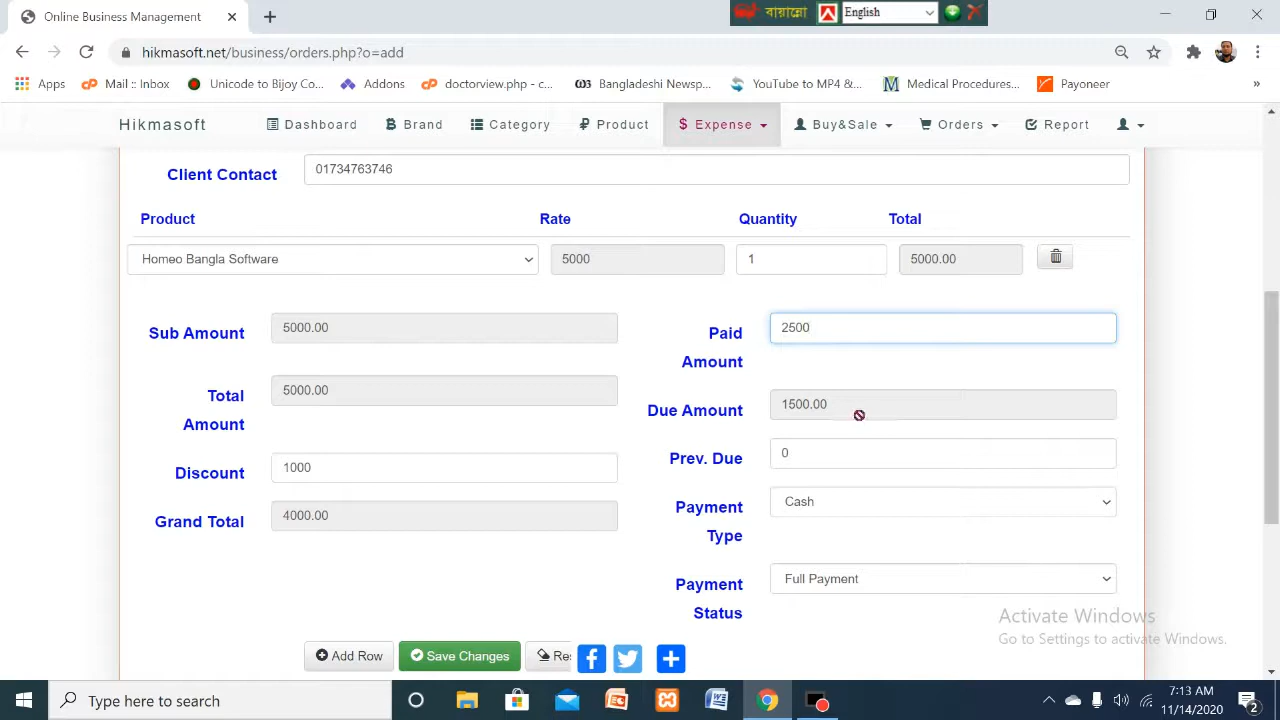 Online Business Management
বায়ান্নো English
hikmasoft.net/business/orders.php?o=add
Apps Mail :: Inbox Unicode to Bijoy Co... Addons doctorview.php - c... Bangladeshi Newsp... YouTube to MP4 &... Medical Procedures... Payoneer »
Hikmasoft Dashboard Brand Category Product Expense Buy&Sale Orders Report
Client Contact 01734763746
Product Rate Quantity Total
Homeo Bangla Software 5000 1 5000.00
Sub Amount 5000.00
Paid Amount 2500
Total Amount 5000.00
Due Amount 1500.00
Discount 1000
Prev. Due 0
Grand Total 4000.00
Payment Type Cash
Payment Status Full Payment
Activate Windows
Go to Settings to activate Windows.
Add Row Save Changes Re
Type here to search
7:13 AM
11/14/2020
2